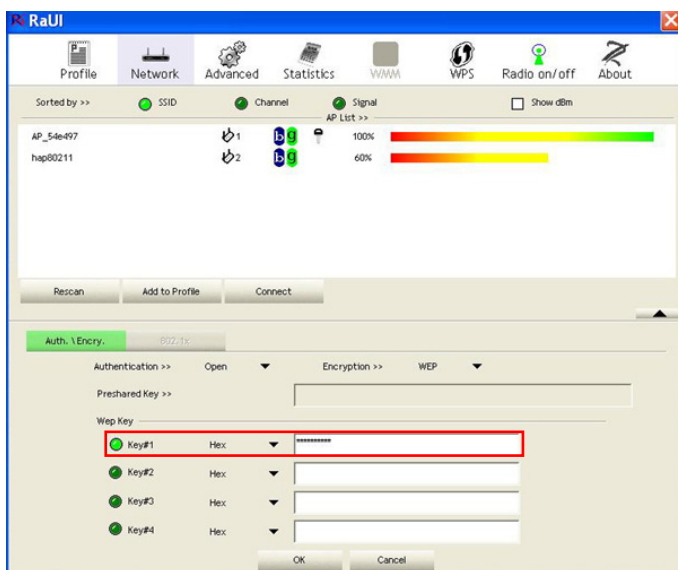 RaUI
Profile Network Advanced Statistics WMM WPS Radio on/off About
Sorted by >> SSID Channel Signal Show dBm
AP List >>
AP_54e497 1 b g 100%
hap80211 2 b g 60%
Rescan Add to Profile Connect
Auth. \ Encry. 802.1x
Authentication >> Open Encryption >> WEP
Preshared Key >>
Wep Key
Key#1 Hex **********
Key#2 Hex
Key#3 Hex
Key#4 Hex
OK Cancel